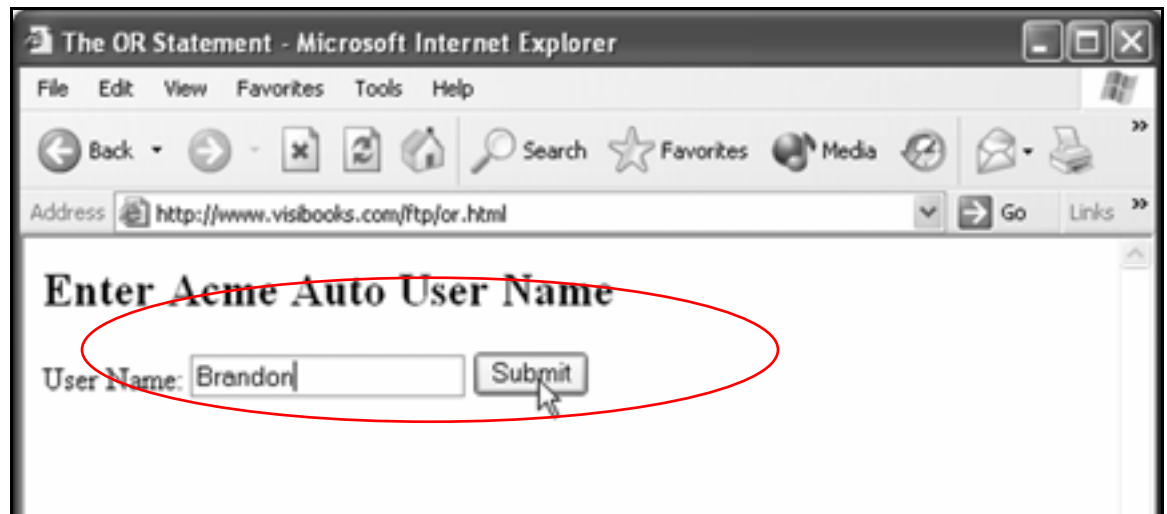 The OR Statement - Microsoft Internet Explorer
File Edit View Favorites Tools Help
Back Search Favorites Media »
Address http://www.visibooks.com/ftp/or.html Go Links »
Enter Acme Auto User Name
User Name: Brandon Submit